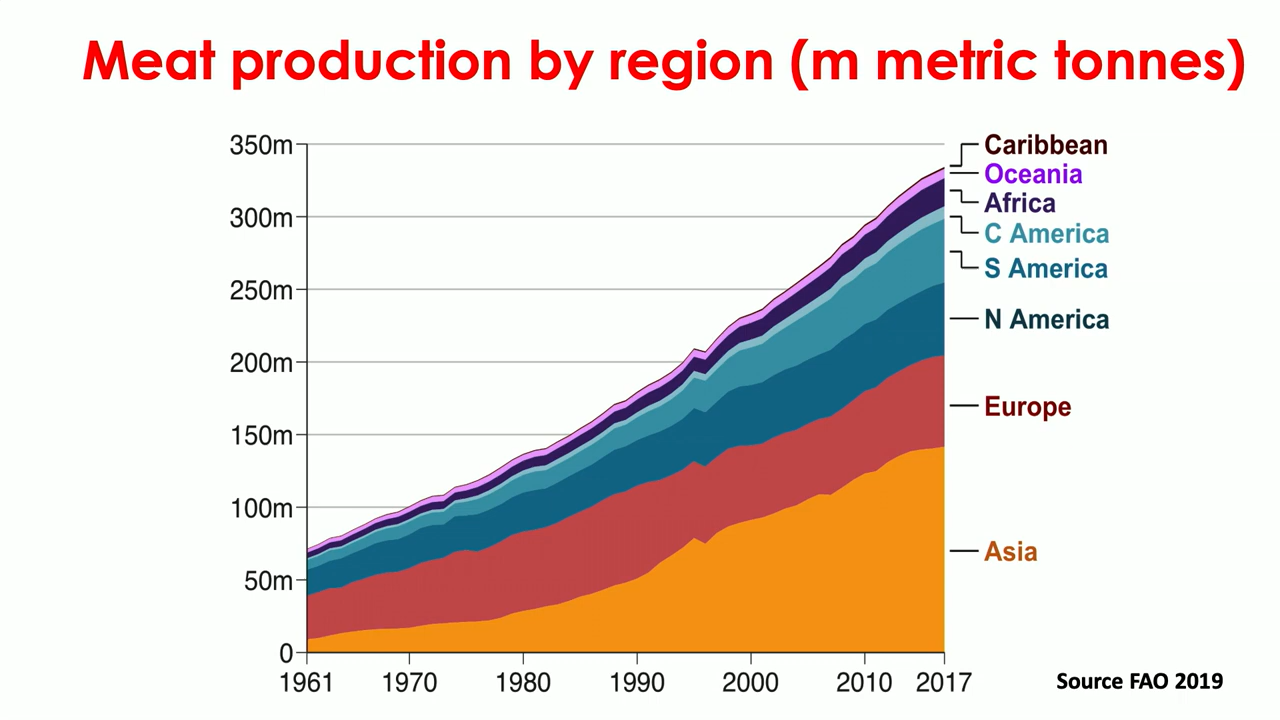 Meat production by region (m metric tonnes)
350m
300m
250m
200m
150m
100m
50m
0
1961 1970 1980 1990 2000 2010 2017
Caribbean
Oceania
Africa
C America
S America
N America
Europe
Asia
Source FAO 2019